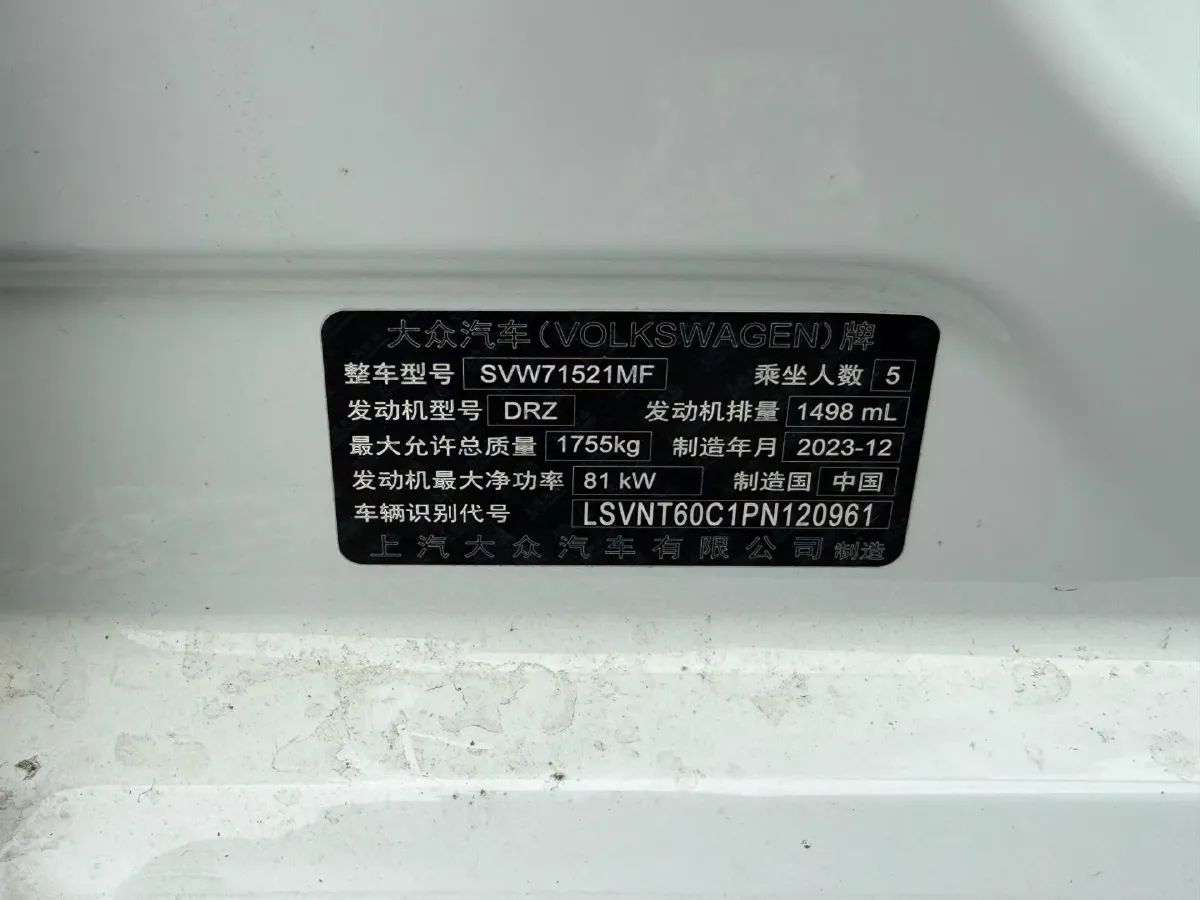 大众汽车(VOLKSWAGEN)牌
整车型号 SVW71521MF 乘坐人数 5
发动机型号 DRZ 发动机排量 1498 mL
最大允许总质量 1755kg 制造年月 2023-12
发动机最大净功率 81 kW 制造国 中国
车辆识别代号 LSVNT60C1PN120961
上汽大众汽车有限公司制造